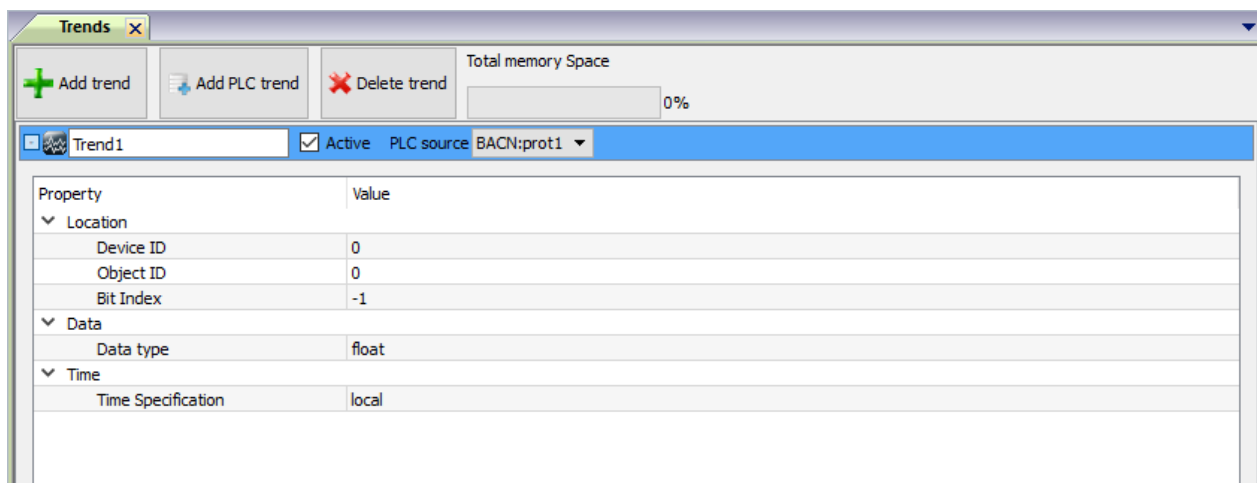 Trends
Add trend Add PLC trend Delete trend Total memory Space
0%
Trend1 Active PLC source BACN:prot1
Property Value
Location
Device ID 0
Object ID 0
Bit Index -1
Data
Data type float
Time
Time Specification local